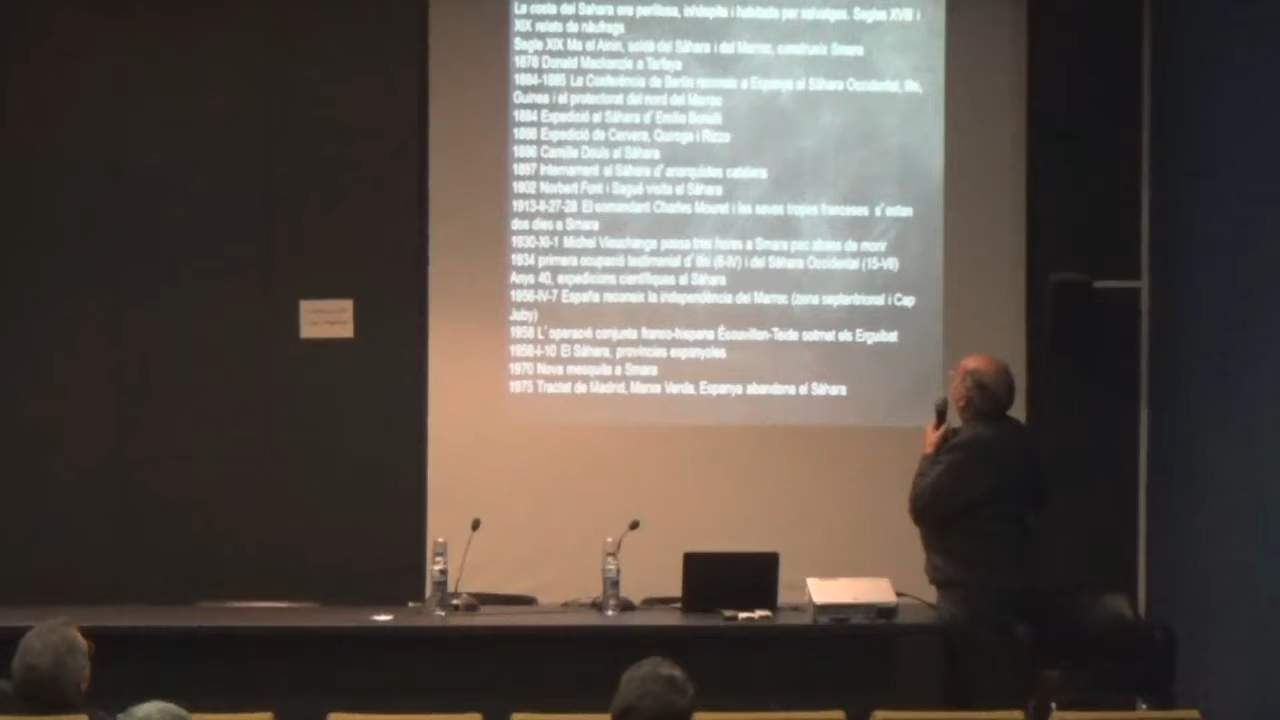 La costa del Sàhara era perillosa, inhòspita i habitada per salvatges. Segles XVIII i
XIX relats de nàufrags
Segle XIX Ma el Ainin, soldà del Sàhara i del Marroc, construeix Smara
1878 Donald Mackenzie a Tarfaya
1884-1885 La Conferència de Berlín reconeix a Espanya el Sàhara Occidental, Ifni,
Guinea i el protectorat del nord del Marroc
1884 Expedició al Sàhara d´Emilio Bonelli
1886 Expedició de Cervera, Quiroga i Rizzo
1886 Camille Douls al Sàhara
1897 Internament al Sàhara d´anarquistes catalans
1902 Norbert Font i Sagué visita el Sàhara
1913-II-27-28 El comandant Charles Mouret i les seves tropes franceses s´estan
dos dies a Smara
1930-XI-1 Michel Vieuchange passa tres hores a Smara poc abans de morir
1934 primera ocupació testimonial d´Ifni (6-IV) i del Sàhara Occidental (15-VII)
Anys 40, expedicions científiques al Sàhara
1956-IV-7 España reconeix la independència del Marroc (zona septentrional i Cap
Juby)
1958 L´operació conjunta franco-hispana Écouvillon-Teide sotmet els Erguibat
1958-I-10 El Sàhara, províncies espanyoles
1970 Nova mesquita a Smara
1975 Tractat de Madrid, Marxa Verda, Espanya abandona el Sàhara